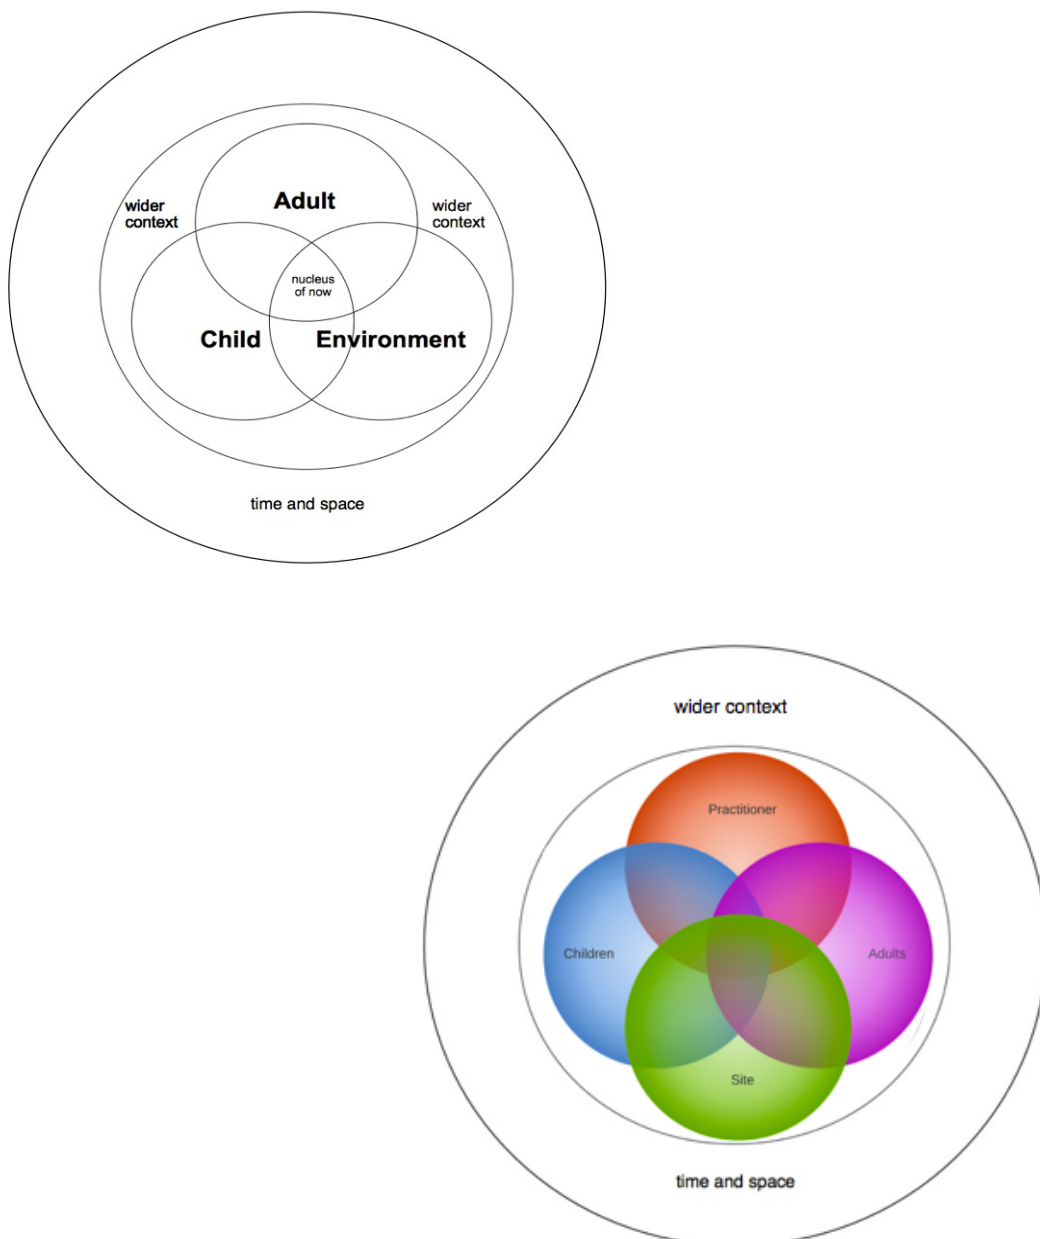 Adult
wider
context
wider
context
nucleus
of now
Child
Environment
time and space
wider context
Practitioner
Children
Adults
Site
time and space